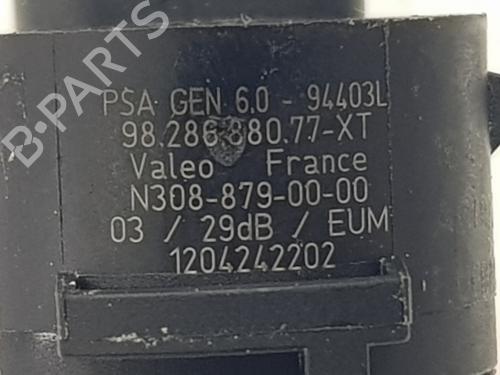 B-PARTS
PSA GEN 6.0 - 94403L
98.286.880.77-XT
Valeo France
N308-879-00-00
03 / 29dB / EUM
1204242202